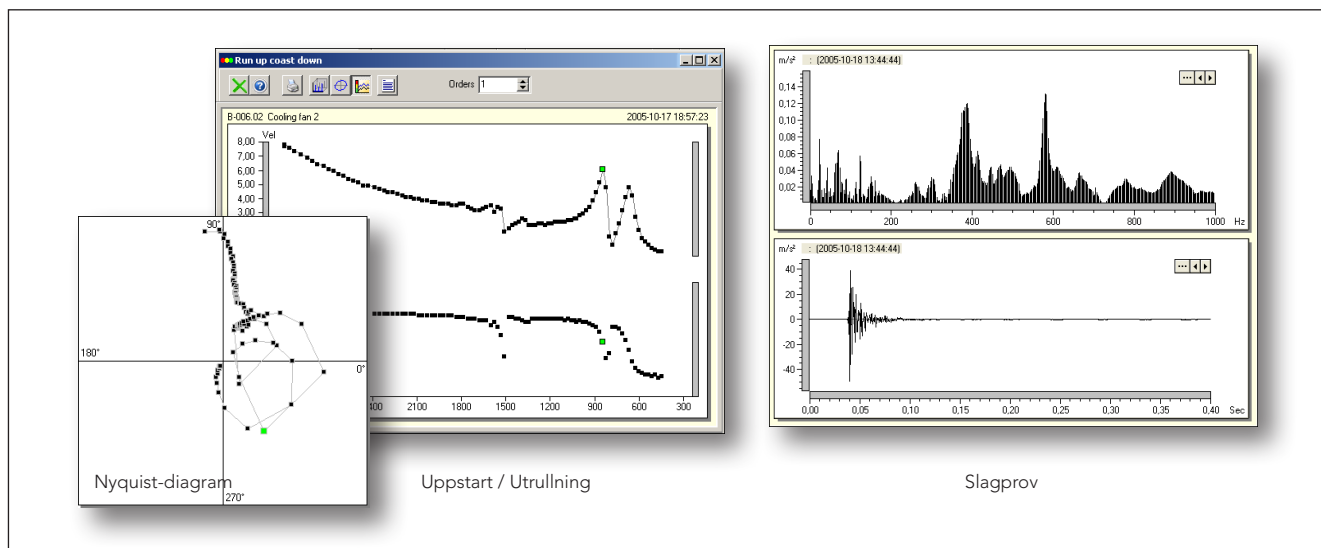 Run up coast down
Orders 1
B-006.02 Cooling fan 2 2005-10-17 18:57:23
Vel
8,00
7,00
6,00
5,00
4,00
3,00
400 2100 1800 1500 1200 900 600 300
90°
180° 0°
270°
Nyquist-diagram
Uppstart / Utrullning
m/s² : (2005-10-18 13:44:44)
0,14
0,12
0,10
0,08
0,06
0,04
0,02
0 200 400 600 800 1000 Hz
m/s² : (2005-10-18 13:44:44)
40
20
0
-20
-40
0,00 0,05 0,10 0,15 0,20 0,25 0,30 0,35 0,40 Sec
Slagprov